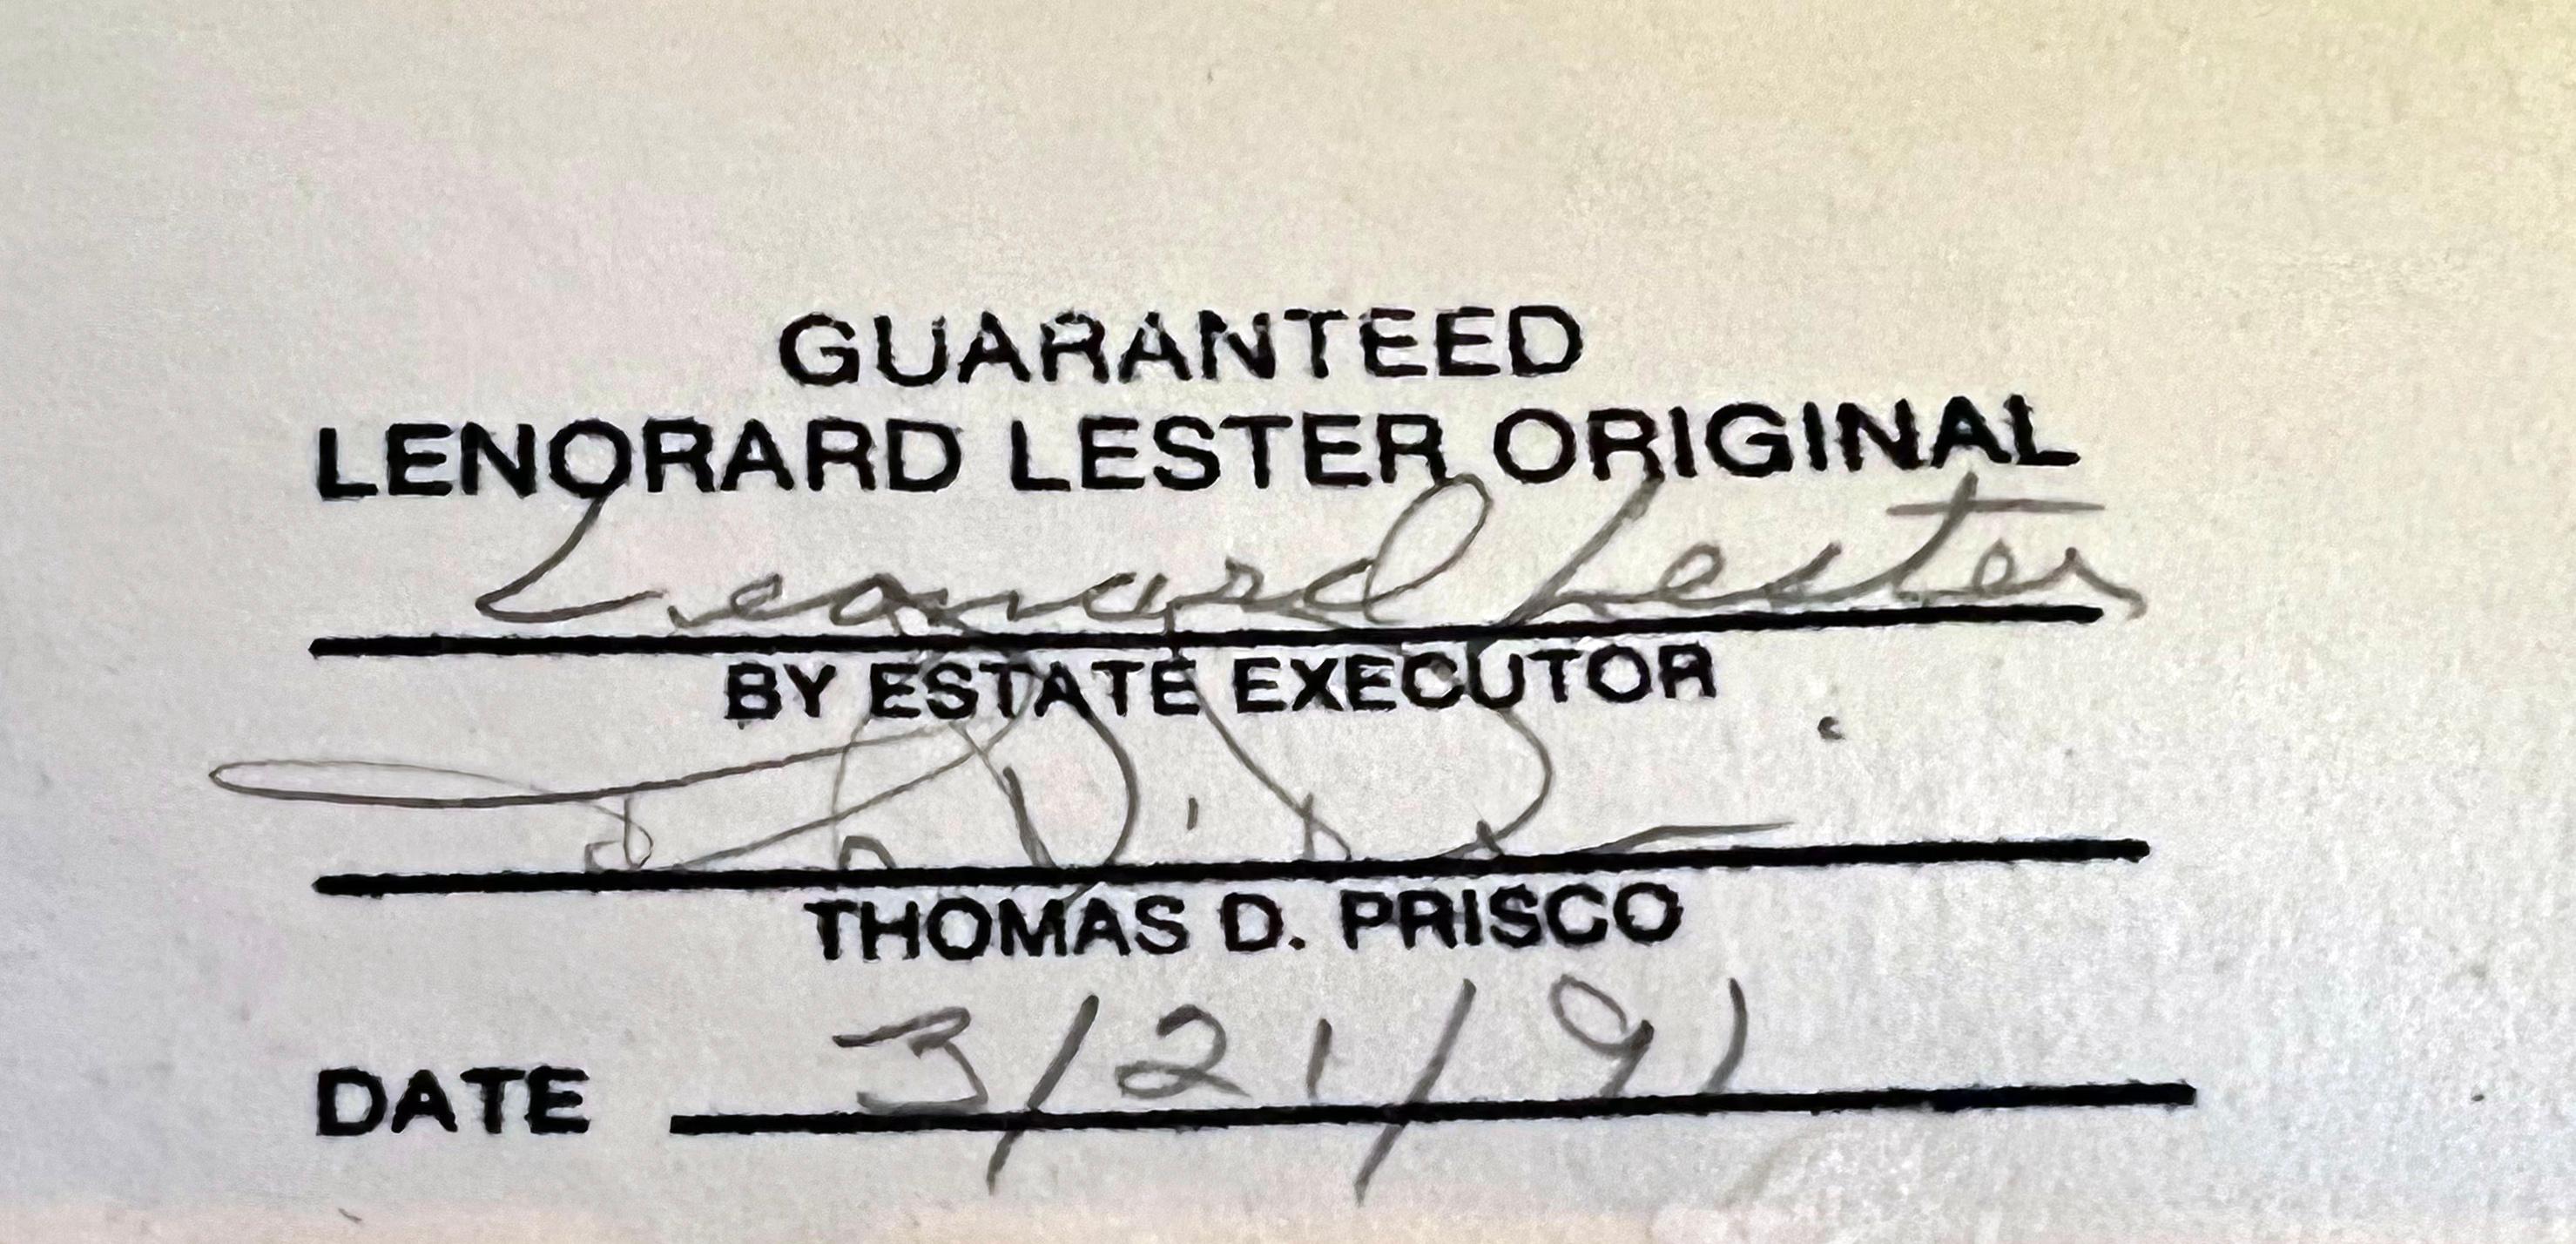 GUARANTEED
LENORARD LESTER ORIGINAL
Leonard Lester
BY ESTATE EXECUTOR
THOMAS D. PRISCO
DATE 3/21/91